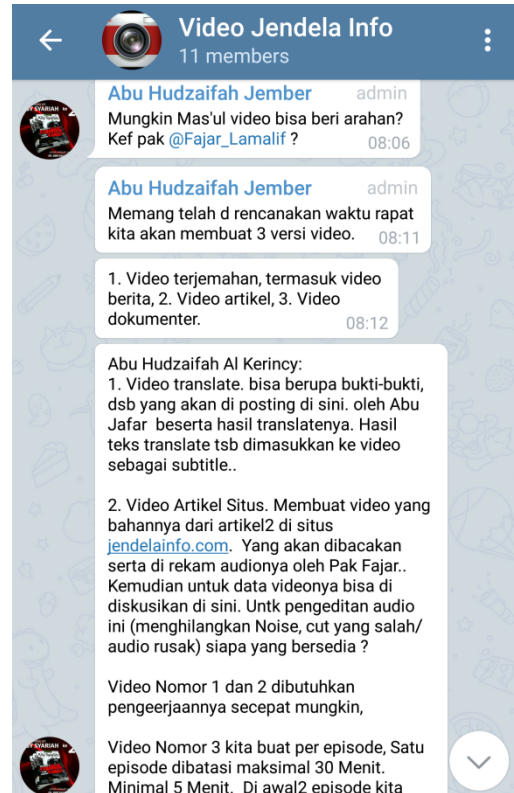 Video Jendela Info
11 members
Abu Hudzaifah Jember admin
Mungkin Mas'ul video bisa beri arahan?
Kef pak @Fajar_Lamalif ? 08:06
Abu Hudzaifah Jember admin
Memang telah d rencanakan waktu rapat
kita akan membuat 3 versi video. 08:11
1. Video terjemahan, termasuk video
berita, 2. Video artikel, 3. Video
dokumenter. 08:12
Abu Hudzaifah Al Kerincy:
1. Video translate. bisa berupa bukti-bukti,
dsb yang akan di posting di sini. oleh Abu
Jafar  beserta hasil translatenya. Hasil
teks translate tsb dimasukkan ke video
sebagai subtitle..
2. Video Artikel Situs. Membuat video yang
bahannya dari artikel2 di situs
jendelainfo.com.  Yang akan dibacakan
serta di rekam audionya oleh Pak Fajar..
Kemudian untuk data videonya bisa di
diskusikan di sini. Untk pengeditan audio
ini (menghilangkan Noise, cut yang salah/
audio rusak) siapa yang bersedia ?
Video Nomor 1 dan 2 dibutuhkan
pengeerjaannya secepat mungkin,
Video Nomor 3 kita buat per episode, Satu
episode dibatasi maksimal 30 Menit.
Minimal 5 Menit.  Di awal2 episode kita